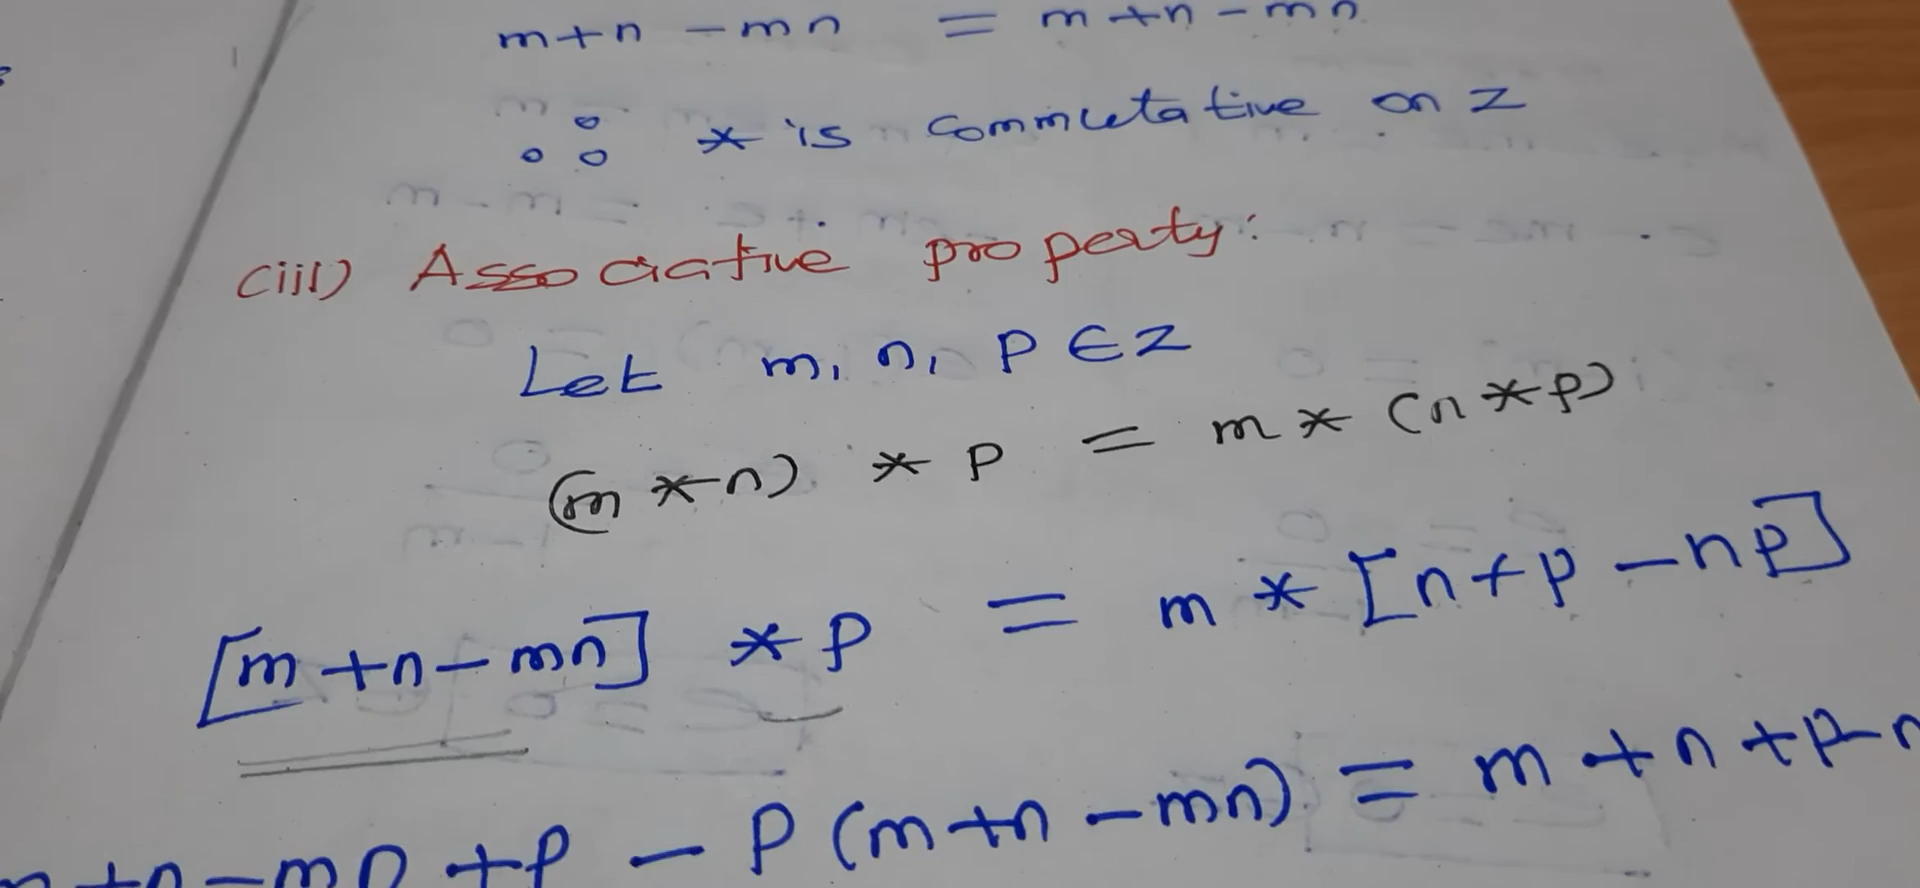 m+n -mn = m+n-mn
∴ * is commutative on Z
(iii) Associative property:
Let m, n, p ∈ Z
(m * n) * p = m * (n * p)
[m+n-mn] * p = m * [n+p-np]
+n-mn+p - p(m+n-mn) = m+n+p-n